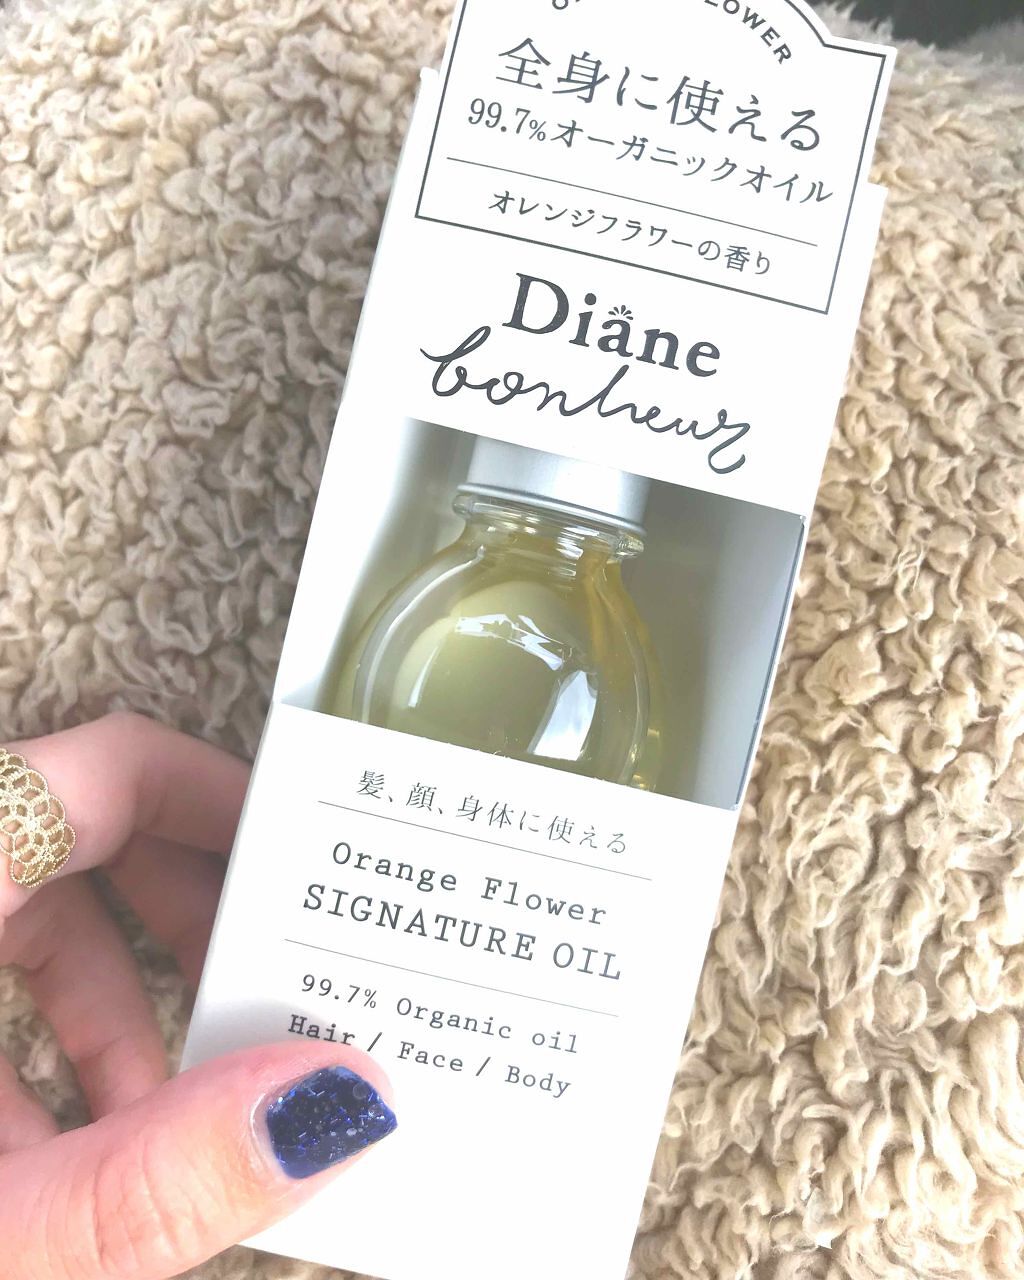 全身に使える
99.7%オーガニックオイル
オレンジフラワーの香り
Diane
bonheur
髪、顔、身体に使える
Orange Flower
SIGNATURE OIL
99.7% Organic oil
Hair / Face / Body